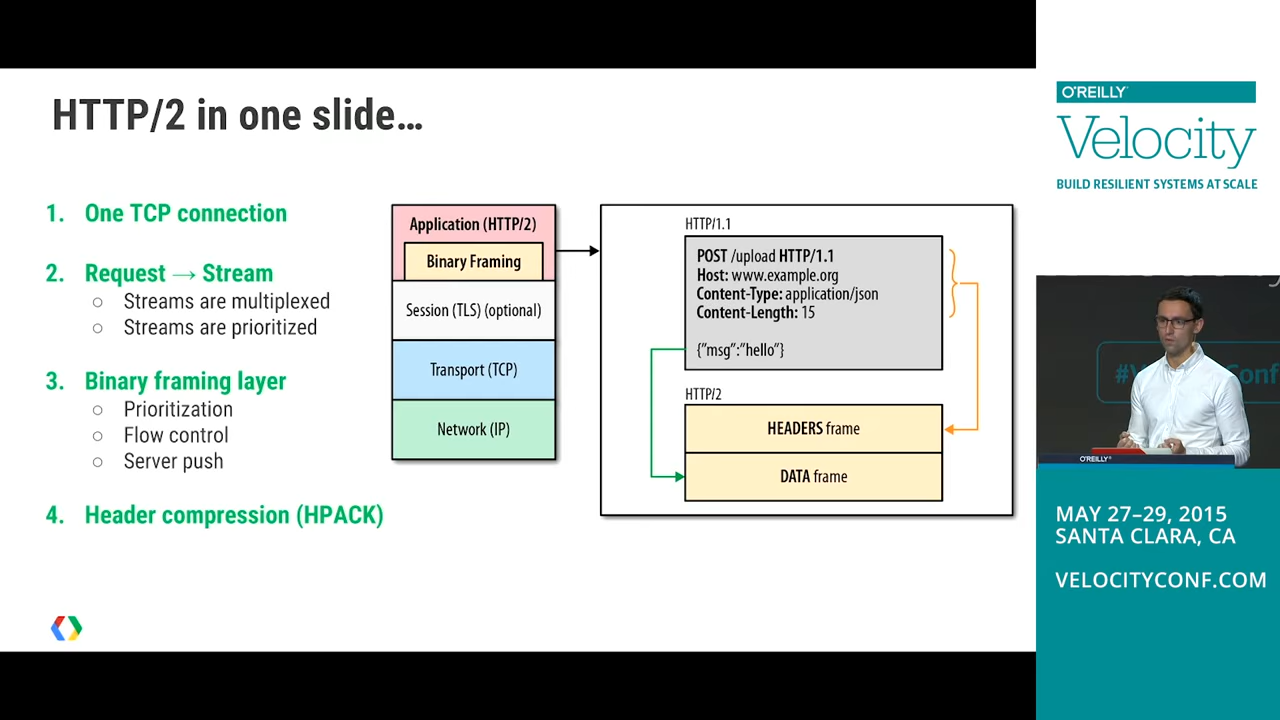 HTTP/2 in one slide…
1. One TCP connection
2. Request → Stream
○ Streams are multiplexed
○ Streams are prioritized
3. Binary framing layer
○ Prioritization
○ Flow control
○ Server push
4. Header compression (HPACK)
Application (HTTP/2)
Binary Framing
Session (TLS) (optional)
Transport (TCP)
Network (IP)
HTTP/1.1
POST /upload HTTP/1.1
Host: www.example.org
Content-Type: application/json
Content-Length: 15
{"msg":"hello"}
HTTP/2
HEADERS frame
DATA frame
O'REILLY
Velocity
BUILD RESILIENT SYSTEMS AT SCALE
O'REILLY
MAY 27–29, 2015
SANTA CLARA, CA
VELOCITYCONF.COM